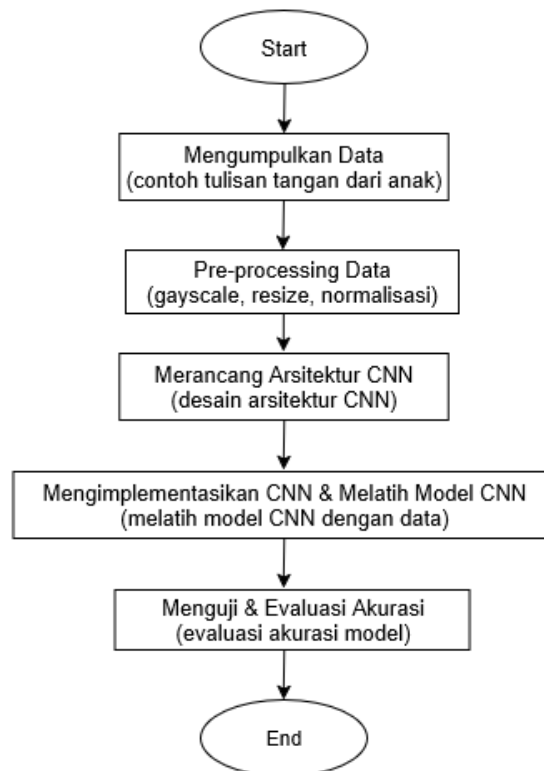 Start
Mengumpulkan Data
(contoh tulisan tangan dari anak)
Pre-processing Data
(gayscale, resize, normalisasi)
Merancang Arsitektur CNN
(desain arsitektur CNN)
Mengimplementasikan CNN & Melatih Model CNN
(melatih model CNN dengan data)
Menguji & Evaluasi Akurasi
(evaluasi akurasi model)
End